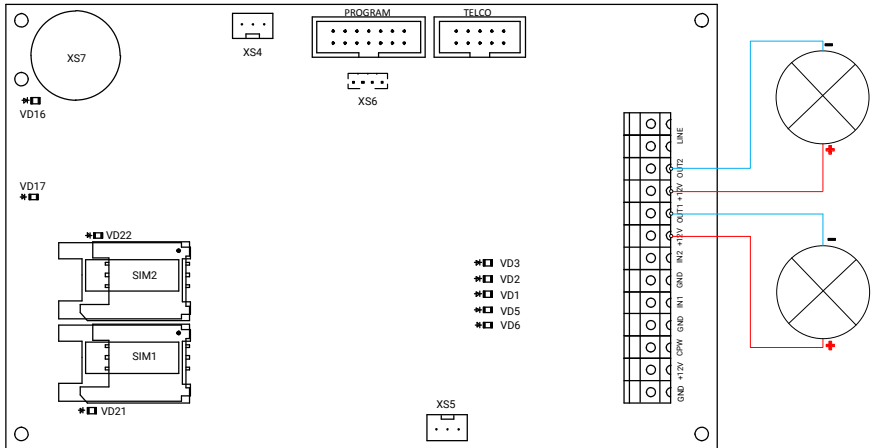 PROGRAM
TELCO
XS4
XS7
XS6
VD16
VD17
VD22
SIM2
SIM1
VD21
VD3
VD2
VD1
VD5
VD6
XS5
LINE
OUT2
+12V
OUT1
+12V
IN2
GND
IN1
GND
CPW
+12V
GND
-
+
-
+